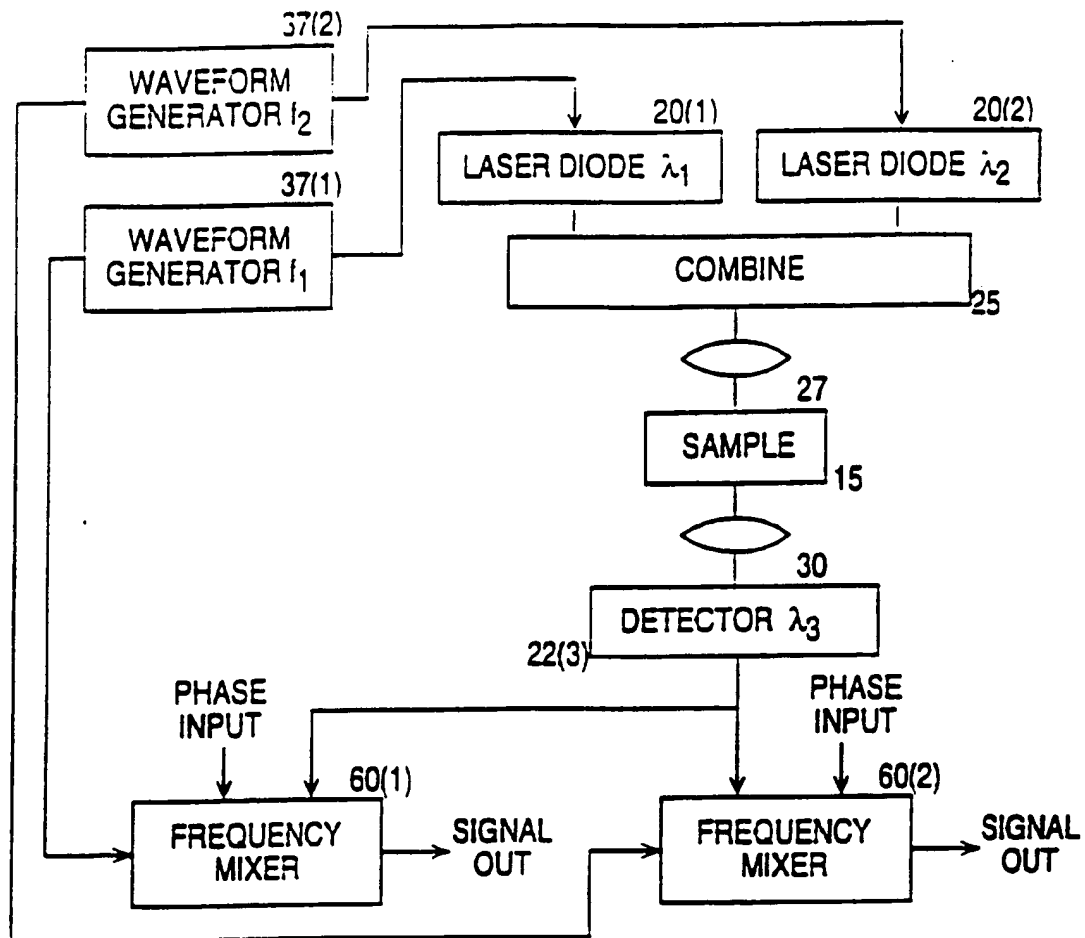 37(2)
WAVEFORM
GENERATOR f2
20(1)
20(2)
LASER DIODE λ1
LASER DIODE λ2
37(1)
WAVEFORM
GENERATOR f1
COMBINE
25
27
SAMPLE
15
30
DETECTOR λ3
22(3)
PHASE
INPUT
PHASE
INPUT
60(1)
60(2)
FREQUENCY
MIXER
SIGNAL
OUT
FREQUENCY
MIXER
SIGNAL
OUT